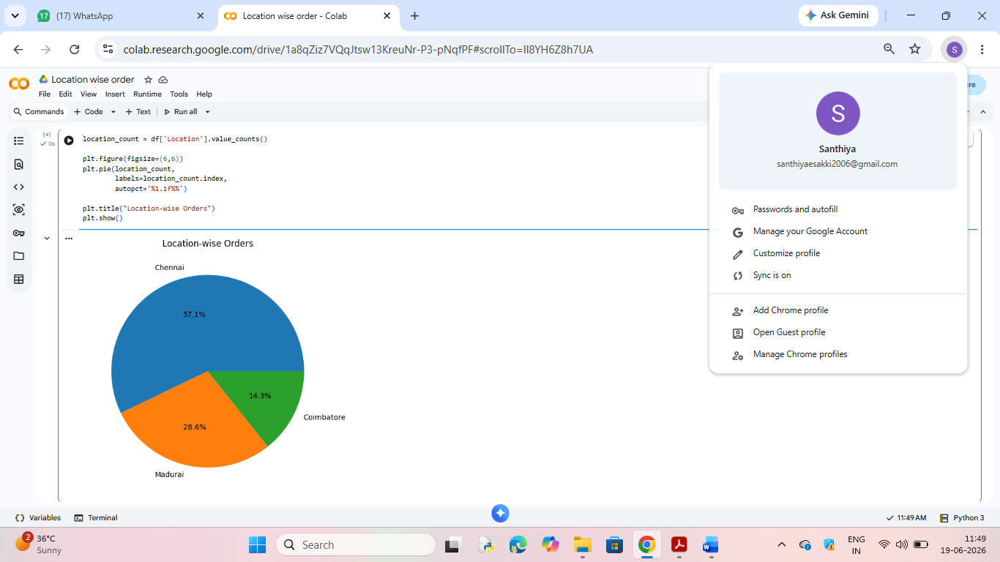 17
(17) WhatsApp
Location wise order - Colab
Ask Gemini
colab.research.google.com/drive/1a8qZiz7VQqJtsw13KreuNr-P3-pNqfPF#scrollTo=II8YH6Z8h7UA
S
Location wise order
File Edit View Insert Runtime Tools Help
re
Commands + Code + Text Run all
[4]
0s
location_count = df['Location'].value_counts()
plt.figure(figsize=(6,6))
plt.pie(location_count,
labels=location_count.index,
autopct='%1.1f%%')
plt.title("Location-wise Orders")
plt.show()
Location-wise Orders
Chennai
57.1%
14.3%
Coimbatore
28.6%
Madurai
S
Santhiya
santhiyaesakki2006@gmail.com
Passwords and autofill
Manage your Google Account
Customize profile
Sync is on
Add Chrome profile
Open Guest profile
Manage Chrome profiles
{} Variables Terminal
11:49 AM Python 3
2
36°C
Sunny
Search
ENG
IN
11:49
19-06-2026